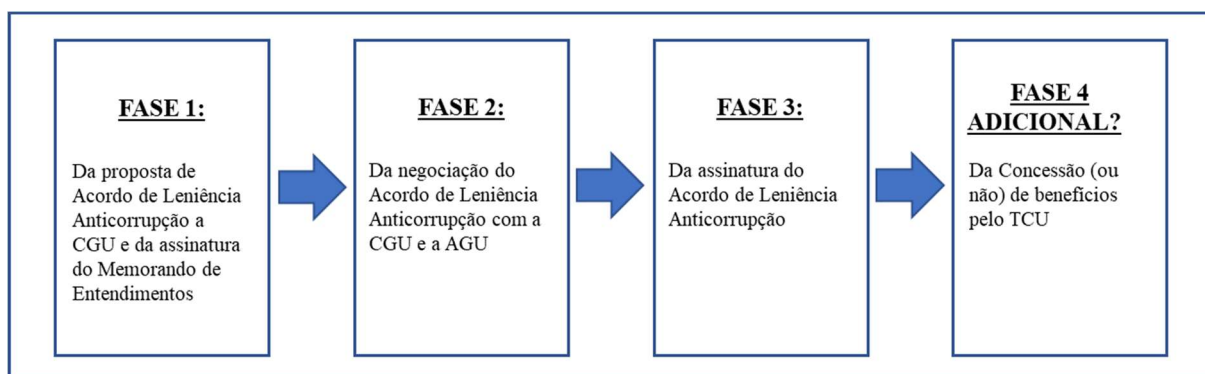 FASE 1:
Da proposta de
Acordo de Leniência
Anticorrupção a
CGU e da assinatura
do Memorando de
Entendimentos
FASE 2:
Da negociação do
Acordo de Leniência
Anticorrupção com a
CGU e a AGU
FASE 3:
Da assinatura do
Acordo de Leniência
Anticorrupção
FASE 4
ADICIONAL?
Da Concessão (ou
não) de benefícios
pelo TCU